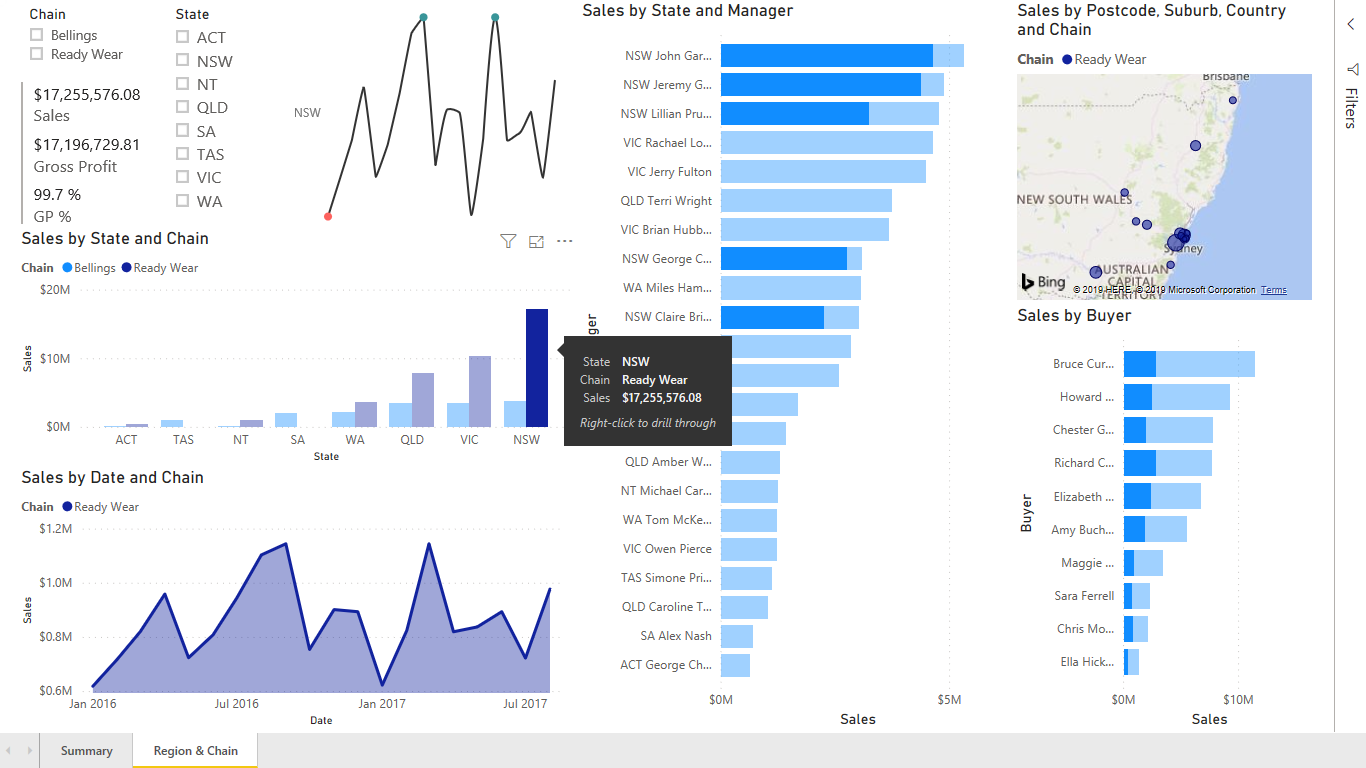 Chain
Bellings
Ready Wear
$17,255,576.08
Sales
$17,196,729.81
Gross Profit
99.7 %
GP %
State
ACT
NSW
NT
QLD
SA
TAS
VIC
WA
NSW
Sales by State and Chain
Chain Bellings Ready Wear
$20M
$10M
$0M
Sales
ACT TAS NT SA WA QLD VIC NSW
State
State NSW
Chain Ready Wear
Sales $17,255,576.08
Right-click to drill through
Sales by Date and Chain
Chain Ready Wear
$1.2M
$1.0M
$0.8M
$0.6M
Sales
Jan 2016 Jul 2016 Jan 2017 Jul 2017
Date
Sales by State and Manager
NSW John Gar...
NSW Jeremy G...
NSW Lillian Pru...
VIC Rachael Lo...
VIC Jerry Fulton
QLD Terri Wright
VIC Brian Hubb...
NSW George C...
WA Miles Ham...
NSW Claire Bri...
QLD Amber W...
NT Michael Car...
WA Tom McKe...
VIC Owen Pierce
TAS Simone Pri...
QLD Caroline T...
SA Alex Nash
ACT George Ch...
$0M $5M
Sales
Sales by Postcode, Suburb, Country
and Chain
Chain Ready Wear
Brisbane
NEW SOUTH WALES
Sydney
AUSTRALIAN
CAPITAL
TERRITORY
Bing
© 2019 HERE, © 2019 Microsoft Corporation Terms
Sales by Buyer
Buyer
Bruce Cur...
Howard ...
Chester G...
Richard C...
Elizabeth ...
Amy Buch...
Maggie ...
Sara Ferrell
Chris Mo...
Ella Hick...
$0M $10M
Sales
Filters
Summary
Region & Chain